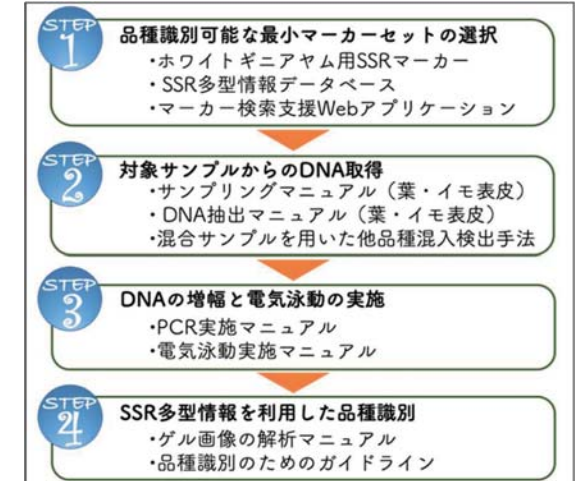 STEP
1
品種識別可能な最小マーカーセットの選択
・ホワイトギニアヤム用SSRマーカー
・SSR多型情報データベース
・マーカー検索支援Webアプリケーション
STEP
2
対象サンプルからのDNA取得
・サンプリングマニュアル（葉・イモ表皮）
・DNA抽出マニュアル（葉・イモ表皮）
・混合サンプルを用いた他品種混入検出手法
STEP
3
DNAの増幅と電気泳動の実施
・PCR実施マニュアル
・電気泳動実施マニュアル
STEP
4
SSR多型情報を利用した品種識別
・ゲル画像の解析マニュアル
・品種識別のためのガイドライン